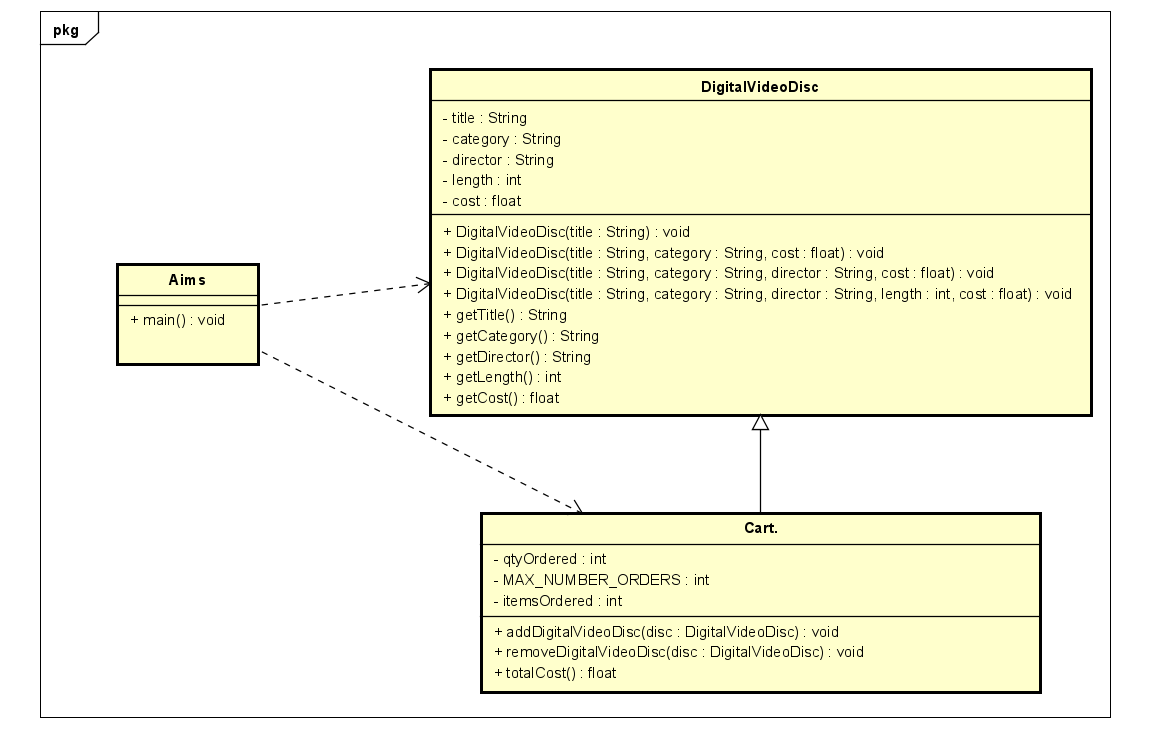 pkg
DigitalVideoDisc
- title : String
- category : String
- director : String
- length : int
- cost : float
+ DigitalVideoDisc(title : String) : void
+ DigitalVideoDisc(title : String, category : String, cost : float) : void
+ DigitalVideoDisc(title : String, category : String, director : String, cost : float) : void
+ DigitalVideoDisc(title : String, category : String, director : String, length : int, cost : float) : void
+ getTitle() : String
+ getCategory() : String
+ getDirector() : String
+ getLength() : int
+ getCost() : float
Aims
+ main() : void
Cart.
- qtyOrdered : int
- MAX_NUMBER_ORDERS : int
- itemsOrdered : int
+ addDigitalVideoDisc(disc : DigitalVideoDisc) : void
+ removeDigitalVideoDisc(disc : DigitalVideoDisc) : void
+ totalCost() : float